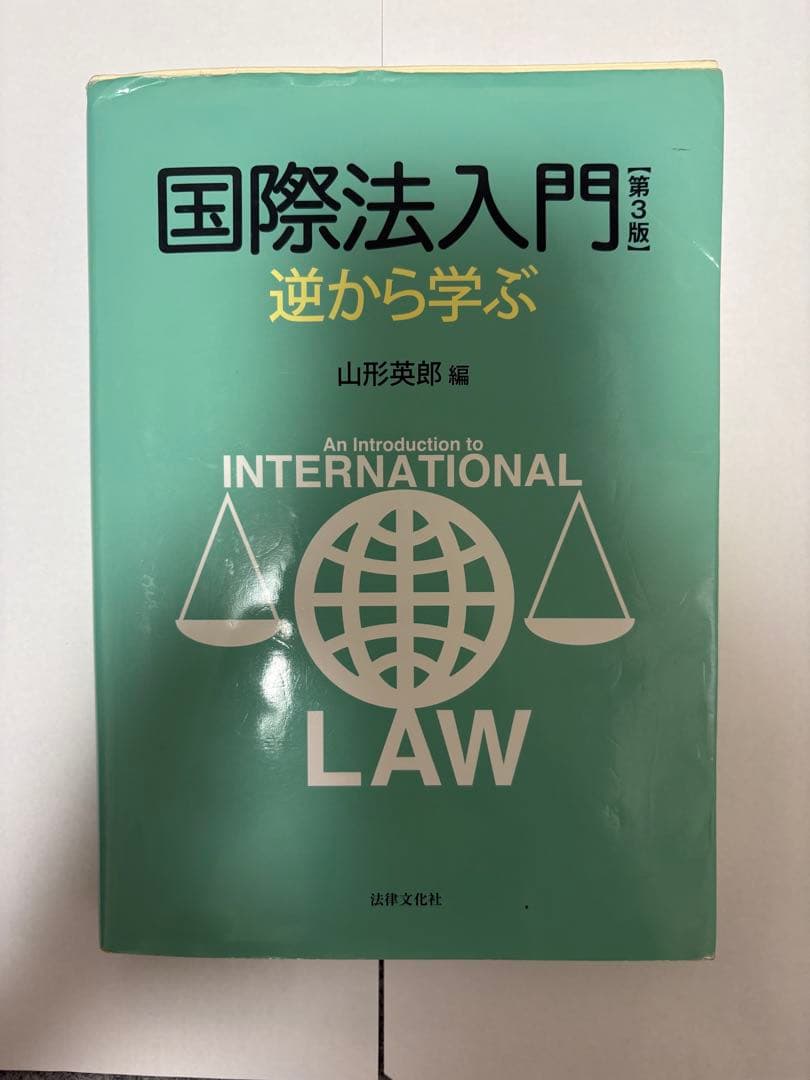 国際法入門【第3版】
逆から学ぶ
山形英郎 編
An Introduction to
INTERNATIONAL
LAW
法律文化社